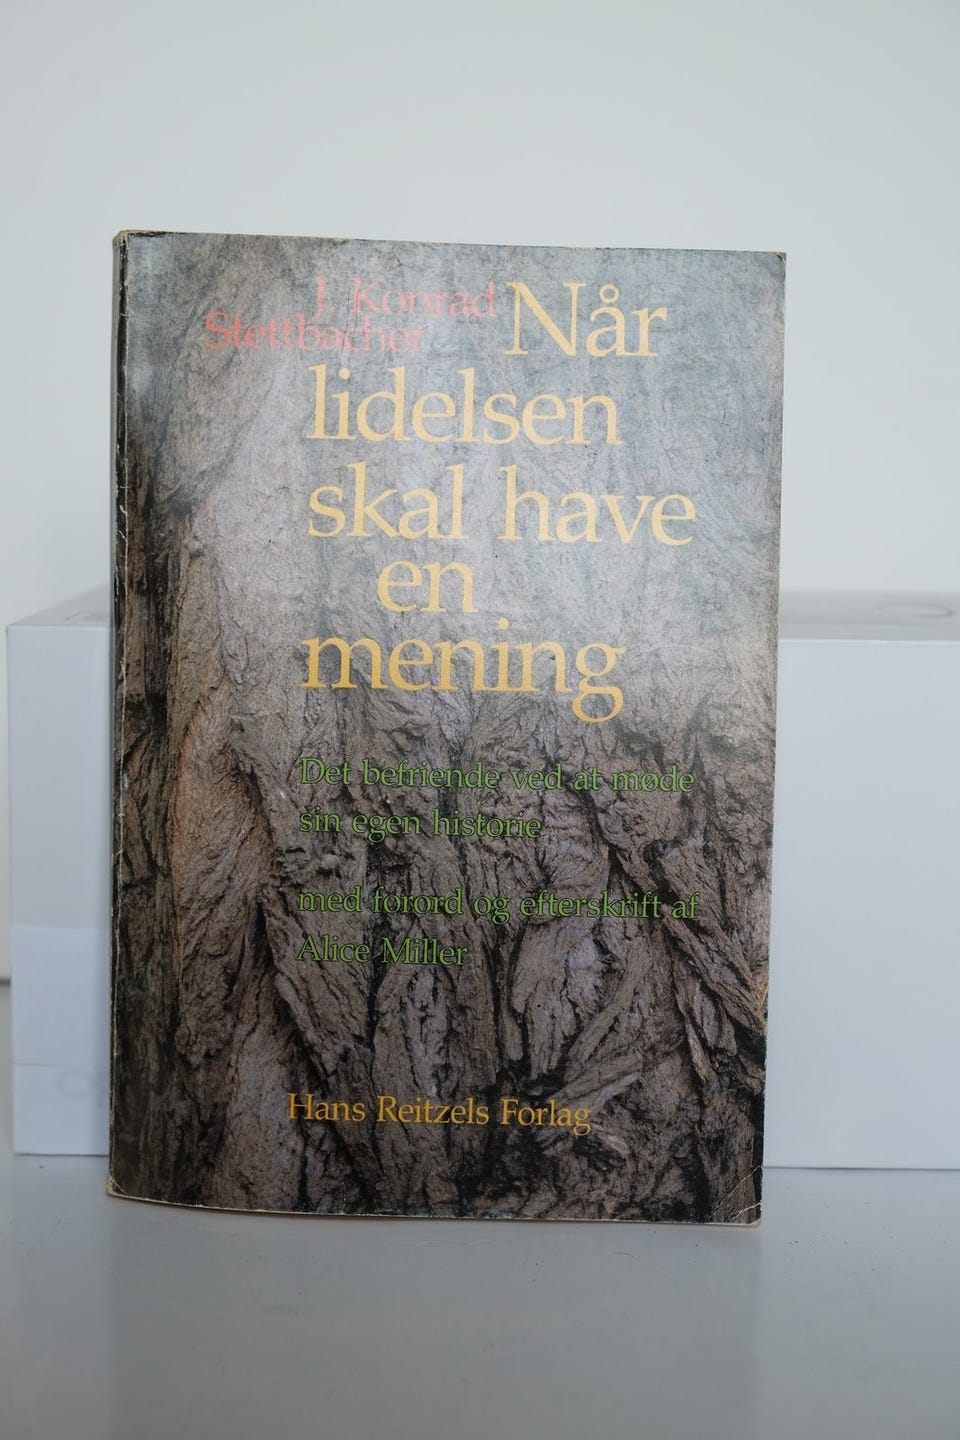 J. Konrad
Stettbacher
Når
lidelsen
skal have
en
mening
Det befriende ved at møde
sin egen historie
med forord og efterskrift af
Alice Miller
Hans Reitzels Forlag